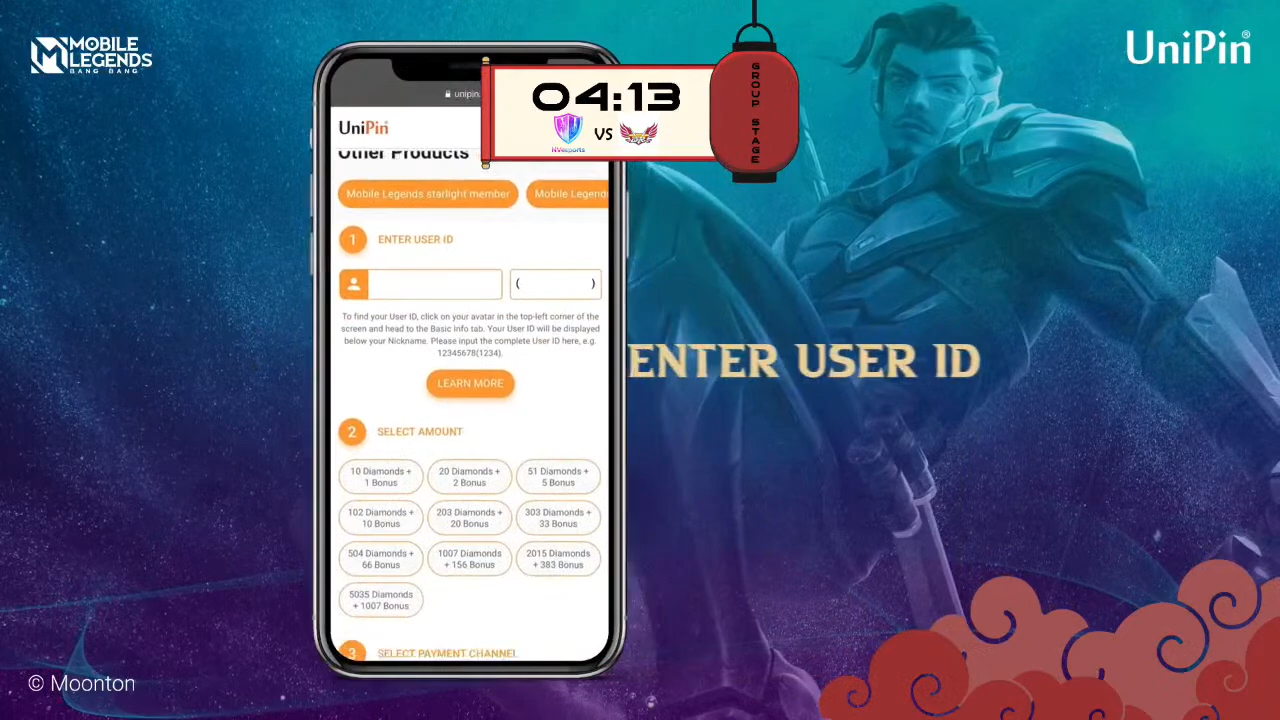 MOBILE
LEGENDS
BANG BANG
UniPin
unipin
04:13
NVesports
VS
GROUP STAGE
UniPin
Other Products
Mobile Legends starlight member
Mobile Legend
1
ENTER USER ID
( )
To find your User ID, click on your avatar in the top-left corner of the
screen and head to the Basic Info tab. Your User ID will be displayed
below your Nickname. Please input the complete User ID here, e.g.
12345678(1234).
LEARN MORE
ENTER USER ID
2
SELECT AMOUNT
10 Diamonds +
1 Bonus
20 Diamonds +
2 Bonus
51 Diamonds +
5 Bonus
102 Diamonds +
10 Bonus
203 Diamonds +
20 Bonus
303 Diamonds +
33 Bonus
504 Diamonds +
66 Bonus
1007 Diamonds
+ 156 Bonus
2015 Diamonds
+ 383 Bonus
5035 Diamonds
+ 1007 Bonus
3
SELECT PAYMENT CHANNEL
© Moonton